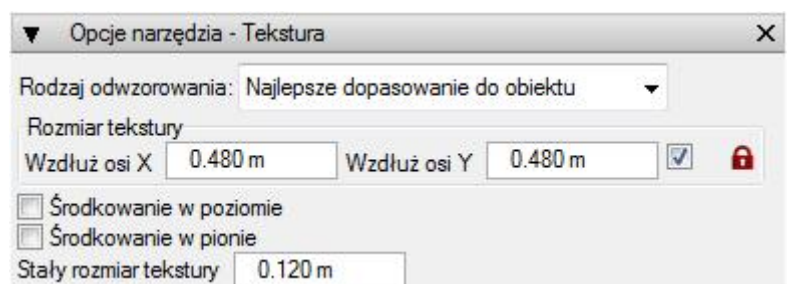 Opcje narzędzia - Tekstura
Rodzaj odwzorowania: Najlepsze dopasowanie do obiektu
Rozmiar tekstury
Wzdłuż osi X 0.480 m Wzdłuż osi Y 0.480 m
Środkowanie w poziomie
Środkowanie w pionie
Stały rozmiar tekstury 0.120 m